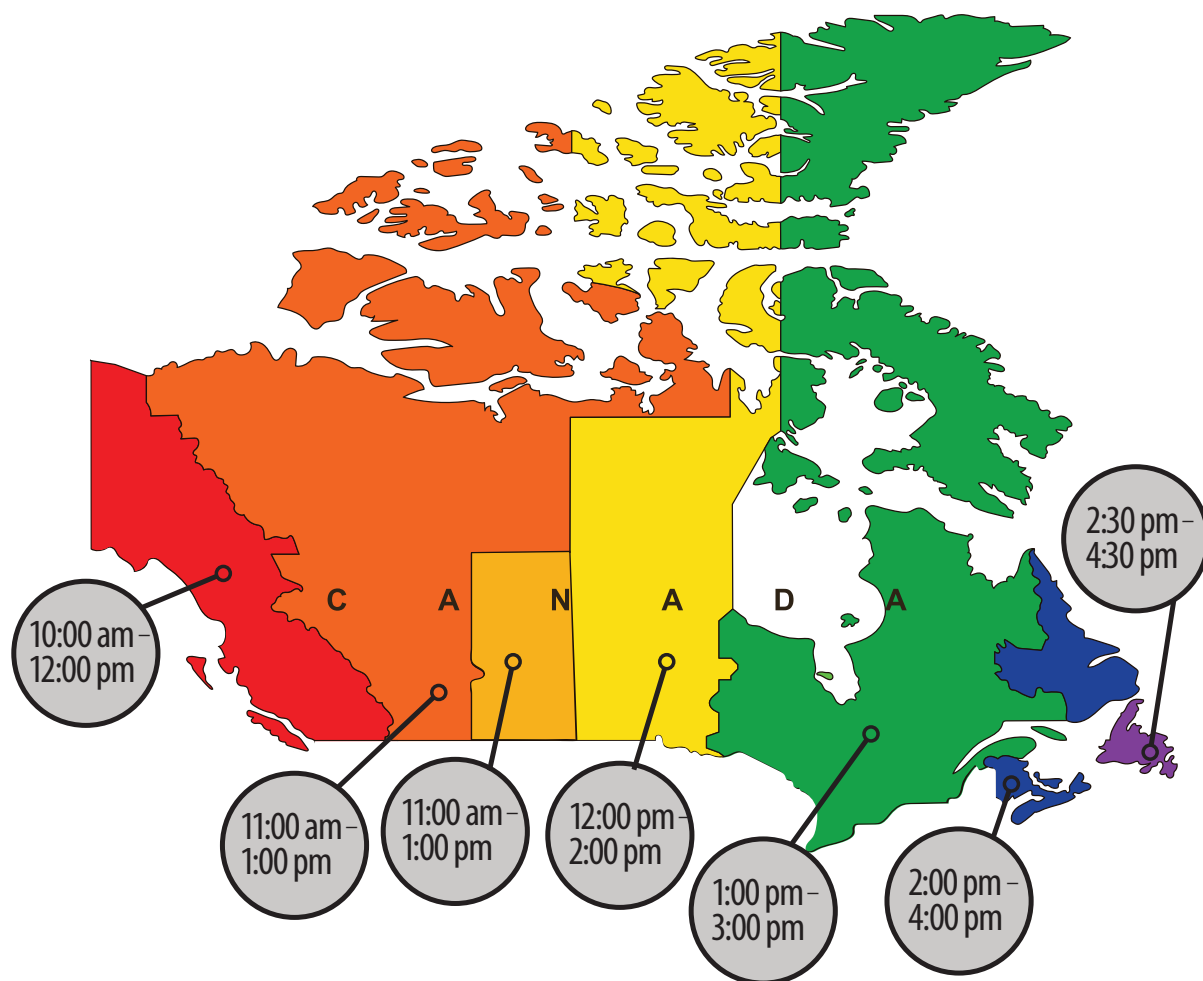 C A N A D A
2:30 pm –
4:30 pm
10:00 am –
12:00 pm
11:00 am –
1:00 pm
11:00 am –
1:00 pm
12:00 pm –
2:00 pm
1:00 pm –
3:00 pm
2:00 pm –
4:00 pm